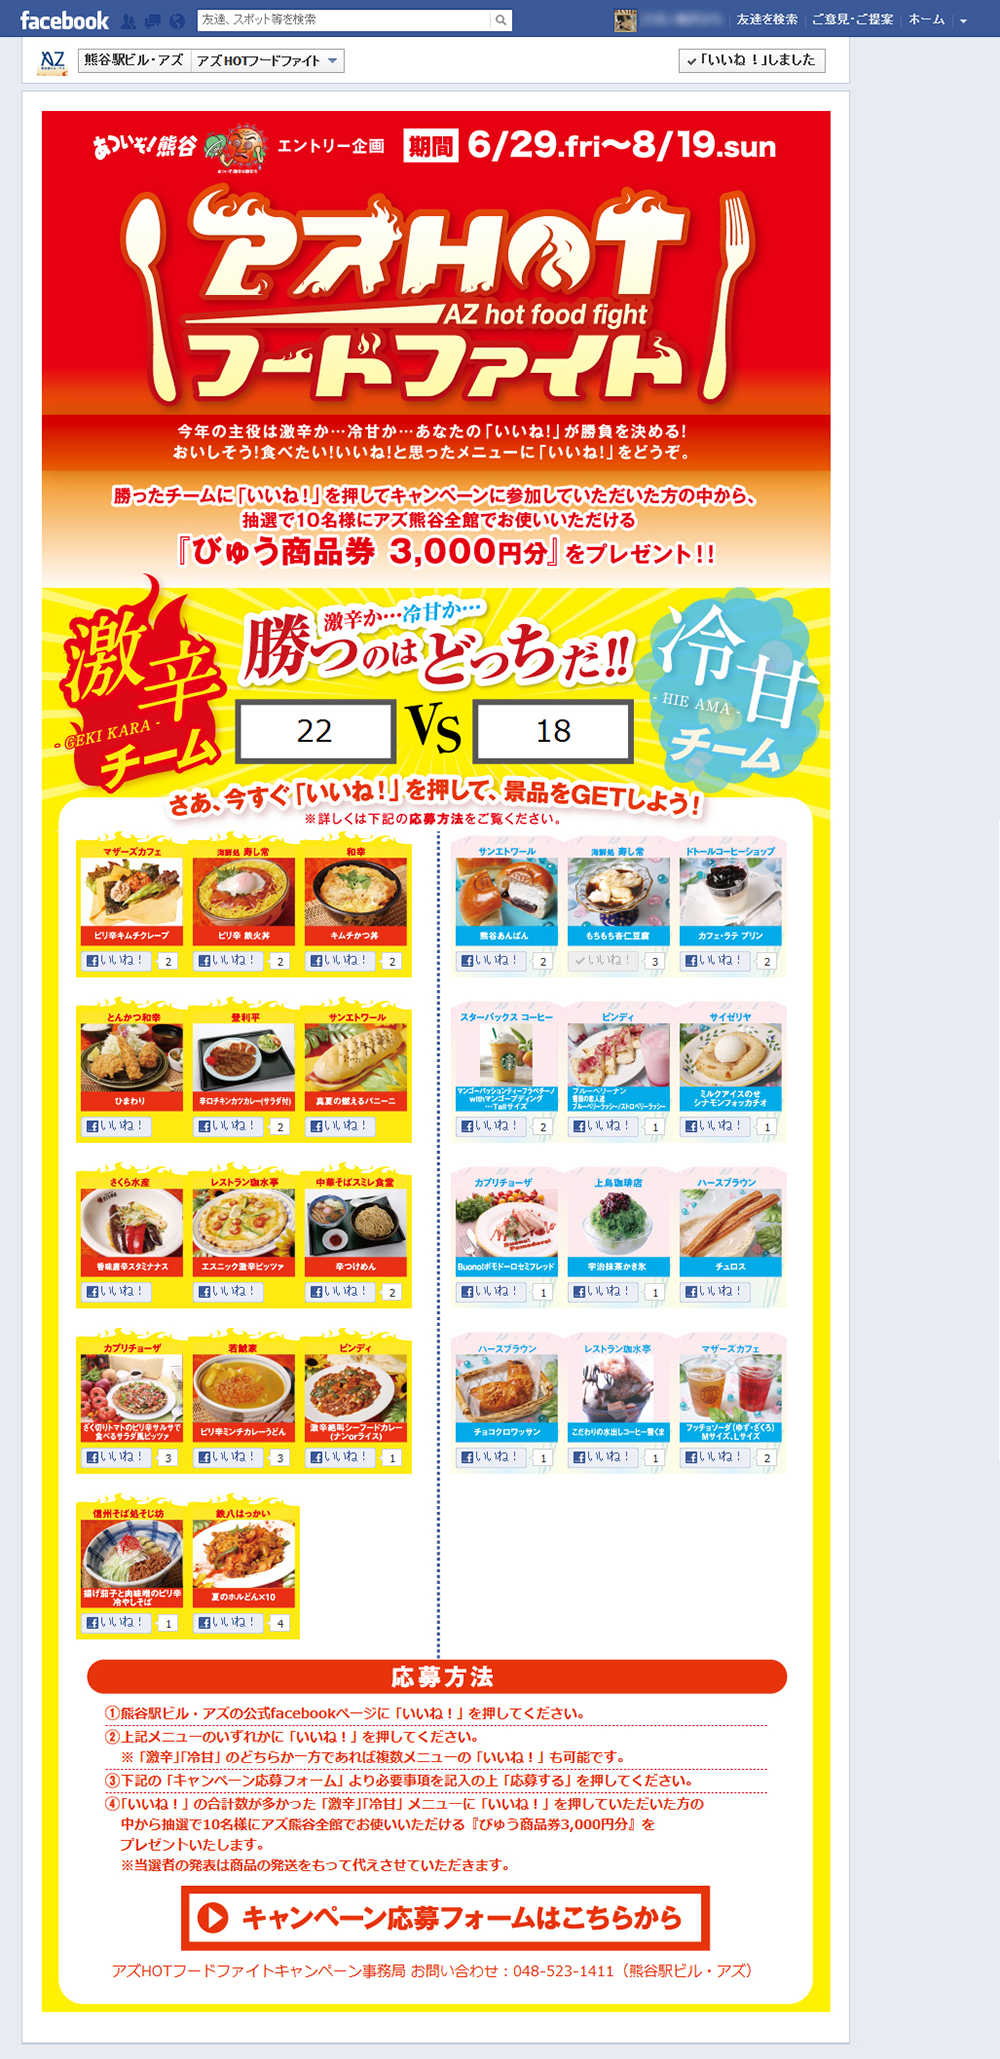 facebook
友達、スポット等を検索
友達を検索
ご意見・ご提案
ホーム
AZ
熊谷駅ビル・アズ
アズHOTフードファイト
「いいね！」しました
あついぞ!熊谷
エントリー企画
期間 6/29.fri～8/19.sun
アズHOT
AZ hot food fight
フードファイト
今年の主役は激辛か…冷甘か…あなたの「いいね!」が勝負を決める!
おいしそう!食べたい!いいね!と思ったメニューに「いいね!」をどうぞ。
勝ったチームに「いいね！」を押してキャンペーンに参加していただいた方の中から、
抽選で10名様にアズ熊谷全館でお使いいただける
『びゅう商品券 3,000円分』をプレゼント!!
激辛
- GEKI KARA -
チーム
激辛か…冷甘か…
勝つのはどっちだ!!
22 VS 18
冷甘
- HIE AMA -
チーム
さあ、今すぐ「いいね!」を押して、景品をGETしよう!
※詳しくは下記の応募方法をご覧ください。
マザーズカフェ 海鮮処 寿し常 和幸
ピリ辛キムチクレープ ピリ辛 鉄火丼 キムチかつ丼
いいね！ 2 いいね！ 2 いいね！ 2
サンエトワール 海鮮処 寿し常 ドトールコーヒーショップ
熊谷あんぱん もちもち杏仁豆腐 カフェ・ラテ プリン
いいね！ 2 いいね！ 3 いいね！ 2
とんかつ和幸 登利平 サンエトワール
ひまわり 辛口チキンカツカレー(サラダ付) 真夏の燃えるパニーニ
いいね！ いいね！ 2 いいね！
スターバックス コーヒー ビンディ サイゼリヤ
マンゴーパッションティーフラペチーノ
withマンゴープディング
…Tallサイズ
ブルーベリーナン
ブルーベリーラッシー/ストロベリーラッシー
ミルクアイスのせ
シナモンフォッカチオ
いいね！ 2 いいね！ 1 いいね！ 1
さくら水産 レストラン珈水亭 中華そばスミレ食堂
香味唐辛スタミナナス エスニック激辛ピッツァ 辛つけめん
いいね！ いいね！ いいね！ 2
カプリチョーザ 上島珈琲店 ハースブラウン
Buono!ポモドーロセミフレッド 宇治抹茶かき氷 チュロス
いいね！ 1 いいね！ 1 いいね！
カプリチョーザ 若鯱家 ビンディ
ざく切りトマトのピリ辛サルサで
食べるサラダ風ピッツァ
ピリ辛ミンチカレーうどん
激辛絶叫シーフードカレー
(ナンorライス)
いいね！ 3 いいね！ 3 いいね！ 1
ハースブラウン レストラン珈水亭 マザーズカフェ
チョコクロワッサン こだわりの水出しコーヒー雪くま
フッチョソーダ（ゆず・ざくろ）
Mサイズ、Lサイズ
いいね！ 1 いいね！ 1 いいね！ 2
信州そば処そじ坊 鉄八はっかい
揚げ茄子と肉味噌のピリ辛
冷やしそば
夏のホルどん×10
いいね！ 1 いいね！ 4
応募方法
①熊谷駅ビル・アズの公式facebookページに「いいね！」を押してください。
②上記メニューのいずれかに「いいね！」を押してください。
※「激辛」「冷甘」のどちらか一方であれば複数メニューの「いいね！」も可能です。
③下記の「キャンペーン応募フォーム」より必要事項を記入の上「応募する」を押してください。
④「いいね！」の合計数が多かった「激辛」「冷甘」メニューに「いいね！」を押していただいた方の
中から抽選で10名様にアズ熊谷全館でお使いいただける『びゅう商品券3,000円分』を
プレゼントいたします。
※当選者の発表は商品の発送をもって代えさせていただきます。
キャンペーン応募フォームはこちらから
アズHOTフードファイトキャンペーン事務局 お問い合わせ：048-523-1411（熊谷駅ビル・アズ）